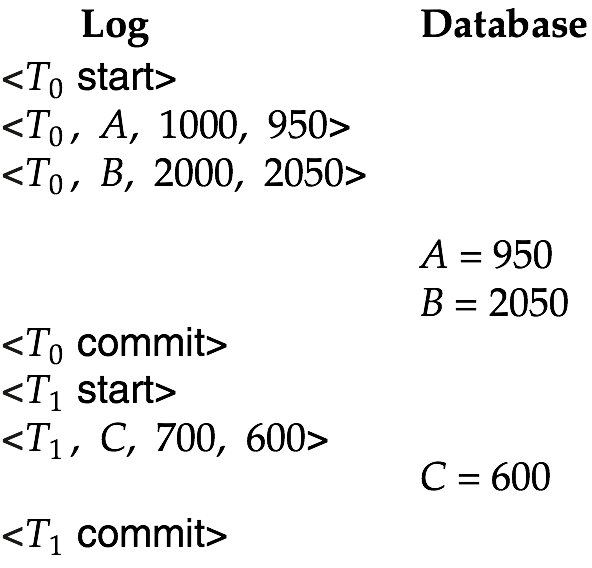 Log Database
<T₀ start>
<T₀, A, 1000, 950>
<T₀, B, 2000, 2050>
A = 950
B = 2050
<T₀ commit>
<T₁ start>
<T₁, C, 700, 600>
C = 600
<T₁ commit>